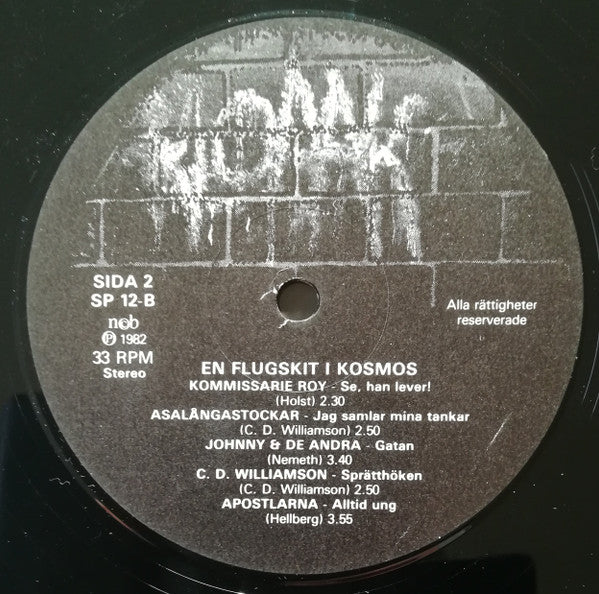 SIDA 2
SP 12-B
ncb
Ⓟ 1982
33 RPM
Stereo
Alla rättigheter
reserverade
EN FLUGSKIT I KOSMOS
KOMMISSARIE ROY - Se, han lever!
(Holst) 2.30
ASALÅNGASTOCKAR - Jag samlar mina tankar
(C. D. Williamson) 2.50
JOHNNY & DE ANDRA - Gatan
(Nemeth) 3.40
C. D. WILLIAMSON - Sprätthöken
(C. D. Williamson) 2.50
APOSTLARNA - Alltid ung
(Hellberg) 3.55